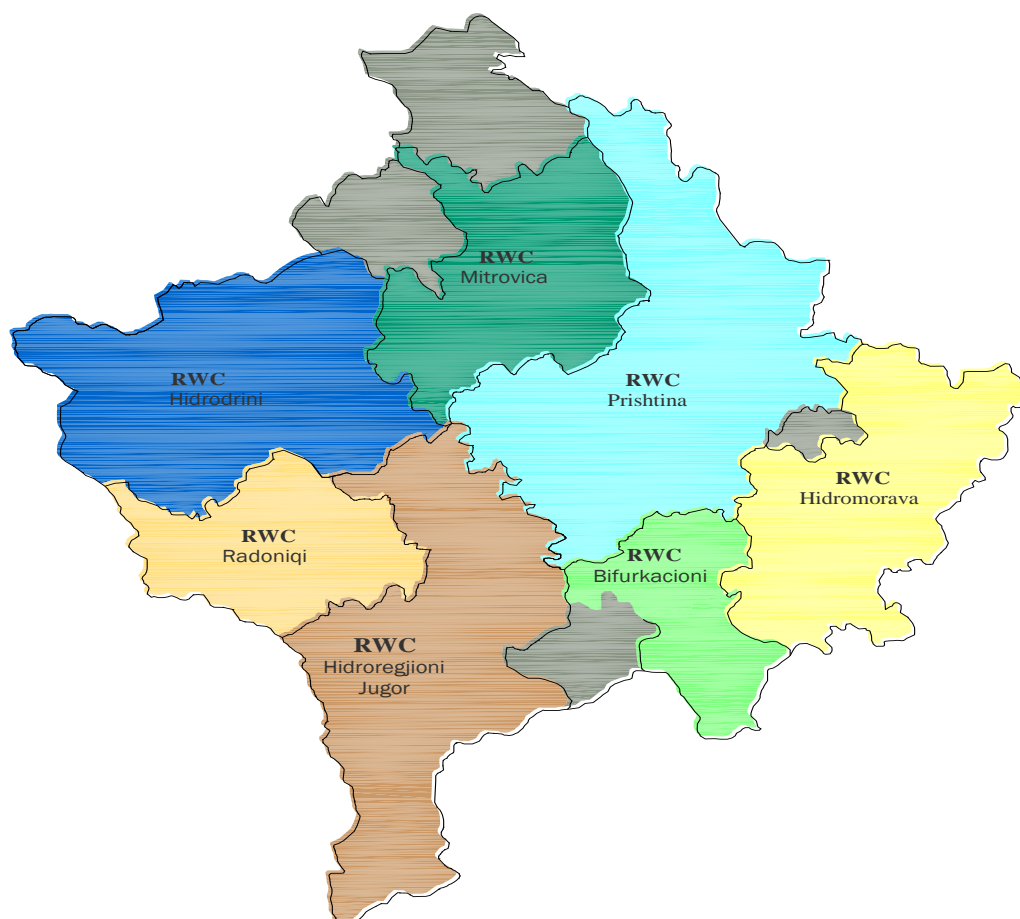 RWC
Mitrovica
RWC
Hidrodrini
RWC
Prishtina
RWC
Hidromorava
RWC
Radoniqi
RWC
Bifurkacioni
RWC
Hidroregjioni
Jugor